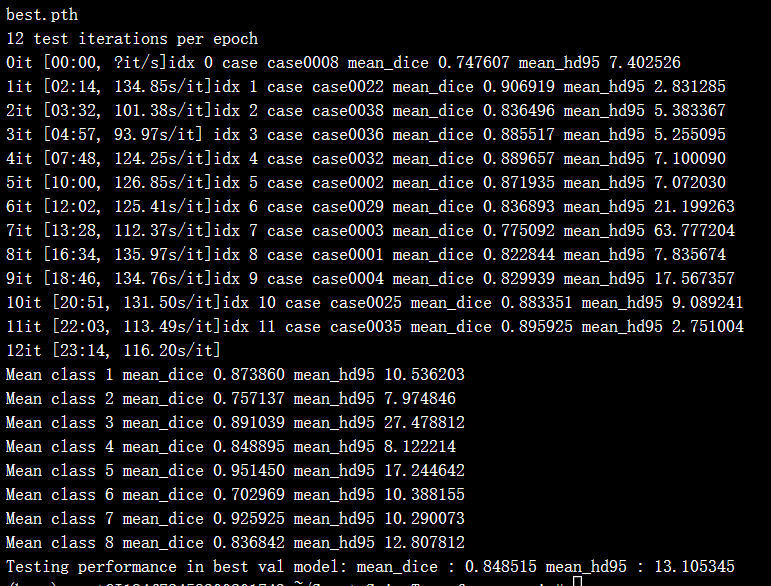 best.pth
12 test iterations per epoch
0it [00:00, ?it/s]idx 0 case case0008 mean_dice 0.747607 mean_hd95 7.402526
1it [02:14, 134.85s/it]idx 1 case case0022 mean_dice 0.906919 mean_hd95 2.831285
2it [03:32, 101.38s/it]idx 2 case case0038 mean_dice 0.836496 mean_hd95 5.383367
3it [04:57, 93.97s/it] idx 3 case case0036 mean_dice 0.885517 mean_hd95 5.255095
4it [07:48, 124.25s/it]idx 4 case case0032 mean_dice 0.889657 mean_hd95 7.100090
5it [10:00, 126.85s/it]idx 5 case case0002 mean_dice 0.871935 mean_hd95 7.072030
6it [12:02, 125.41s/it]idx 6 case case0029 mean_dice 0.836893 mean_hd95 21.199263
7it [13:28, 112.37s/it]idx 7 case case0003 mean_dice 0.775092 mean_hd95 63.777204
8it [16:34, 135.97s/it]idx 8 case case0001 mean_dice 0.822844 mean_hd95 7.835674
9it [18:46, 134.76s/it]idx 9 case case0004 mean_dice 0.829939 mean_hd95 17.567357
10it [20:51, 131.50s/it]idx 10 case case0025 mean_dice 0.883351 mean_hd95 9.089241
11it [22:03, 113.49s/it]idx 11 case case0035 mean_dice 0.895925 mean_hd95 2.751004
12it [23:14, 116.20s/it]
Mean class 1 mean_dice 0.873860 mean_hd95 10.536203
Mean class 2 mean_dice 0.757137 mean_hd95 7.974846
Mean class 3 mean_dice 0.891039 mean_hd95 27.478812
Mean class 4 mean_dice 0.848895 mean_hd95 8.122214
Mean class 5 mean_dice 0.951450 mean_hd95 17.244642
Mean class 6 mean_dice 0.702969 mean_hd95 10.388155
Mean class 7 mean_dice 0.925925 mean_hd95 10.290073
Mean class 8 mean_dice 0.836842 mean_hd95 12.807812
Testing performance in best val model: mean_dice : 0.848515 mean_hd95 : 13.105345